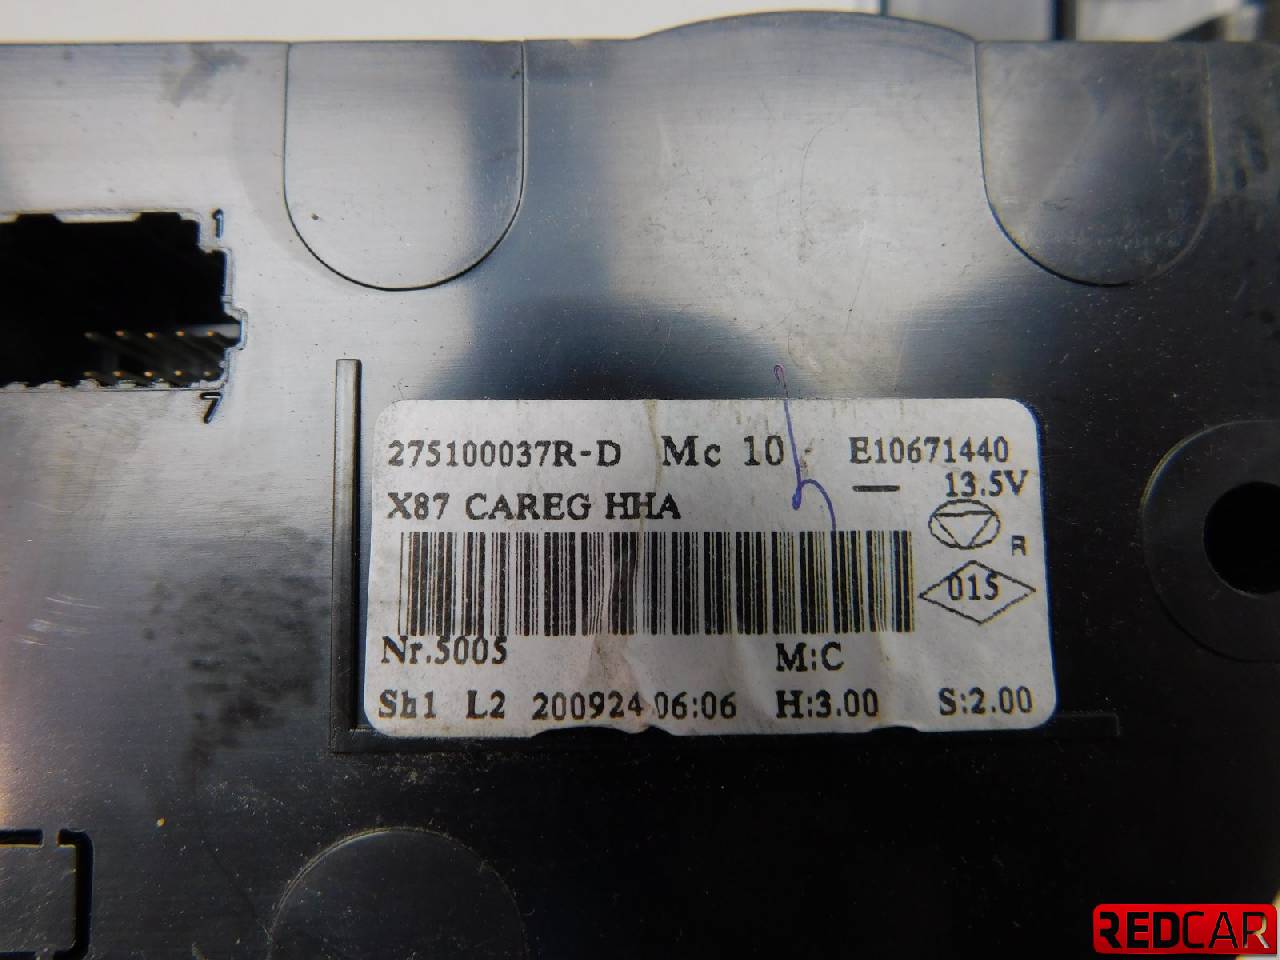 1
7
275100037R-D Mc 10 E10671440
13.5V
X87 CAREG HHA
R
015
Nr.5005 M:C
Sh1 L2 200924 06:06 H:3.00 S:2.00
REDCAR